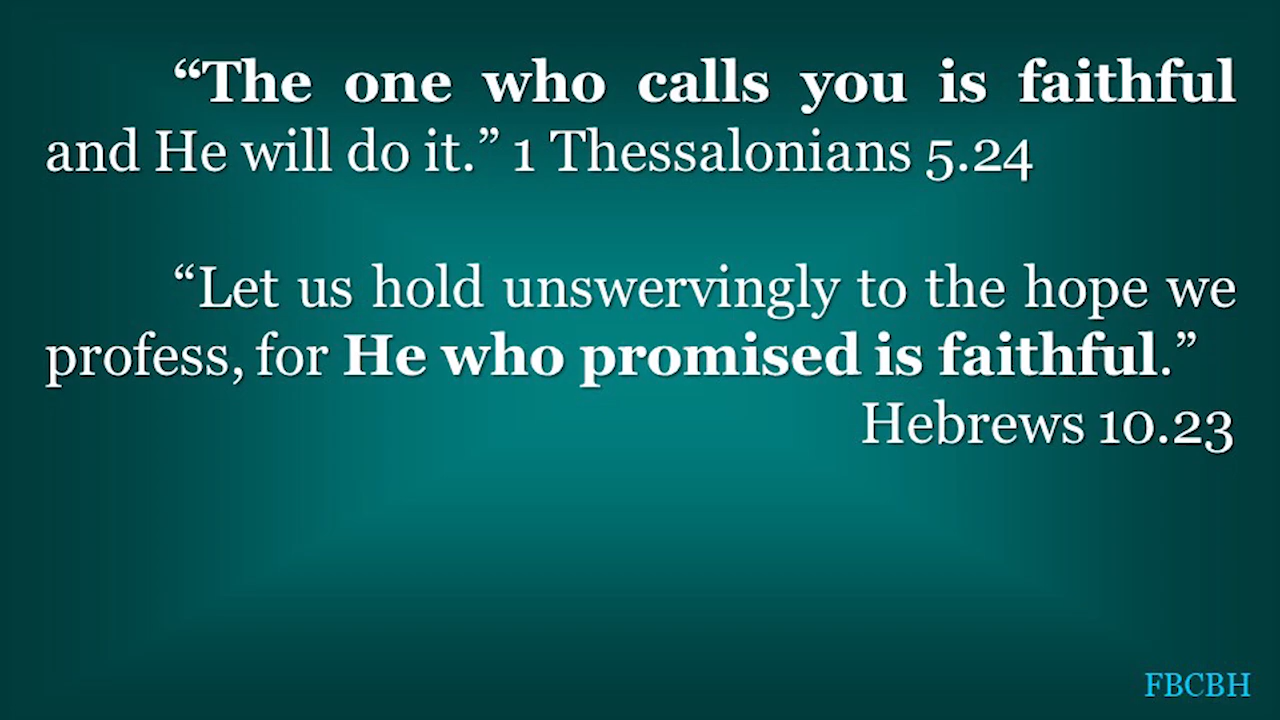 “The one who calls you is faithful
and He will do it.” 1 Thessalonians 5.24
“Let us hold unswervingly to the hope we
profess, for He who promised is faithful.”
Hebrews 10.23
FBCBH